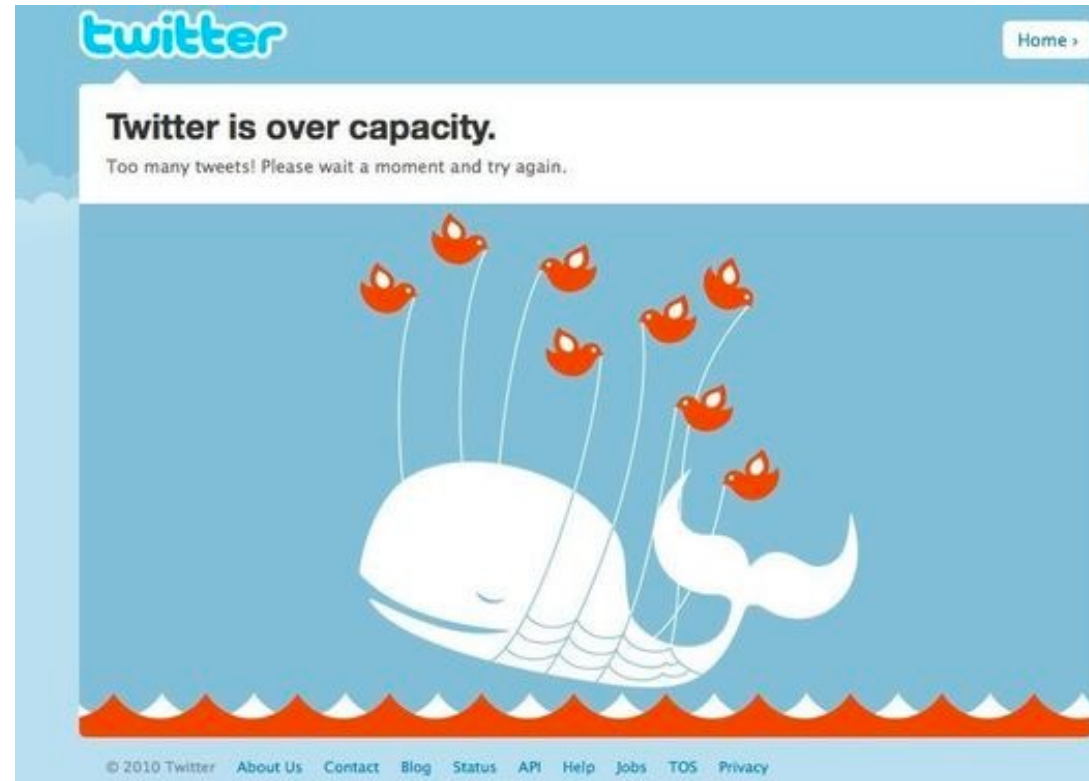 twitter
Home ›
Twitter is over capacity.
Too many tweets! Please wait a moment and try again.
© 2010 Twitter About Us Contact Blog Status API Help Jobs TOS Privacy